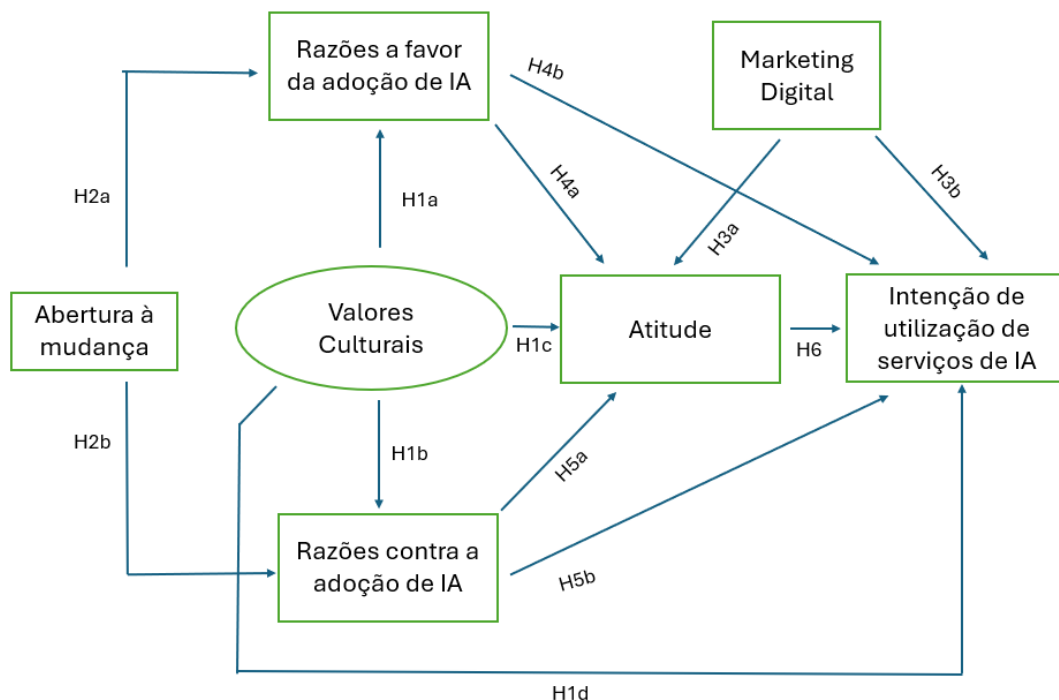 Razões a favor
da adoção de IA
Marketing
Digital
H4b
H2a
H1a
H4a
H3a
H3b
Abertura à
mudança
Valores
Culturais
H1c
Atitude
H6
Intenção de
utilização de
serviços de IA
H2b
H1b
H5a
Razões contra a
adoção de IA
H5b
H1d